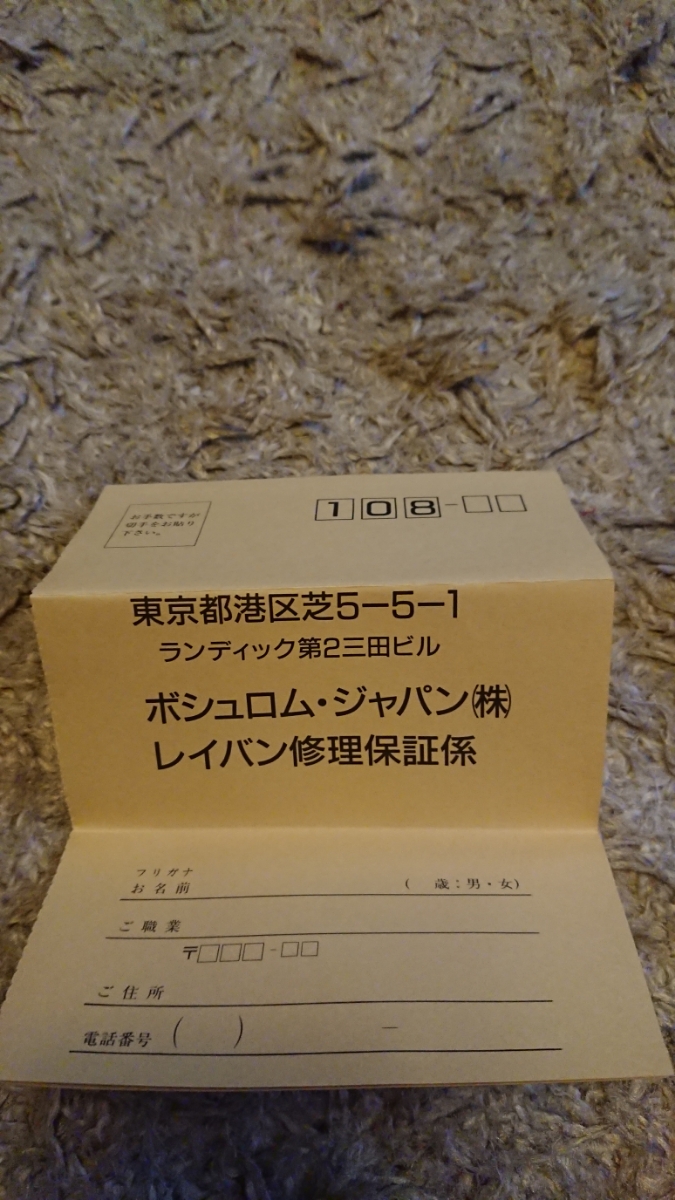 お手数ですが
切手をお貼り
下さい。
108-□□
東京都港区芝5-5-1
ランディック第2三田ビル
ボシュロム・ジャパン㈱
レイバン修理保証係
フリガナ
お名前 ( 歳:男・女)
ご職業
〒□□□-□□
ご住所
電話番号 ( ) -